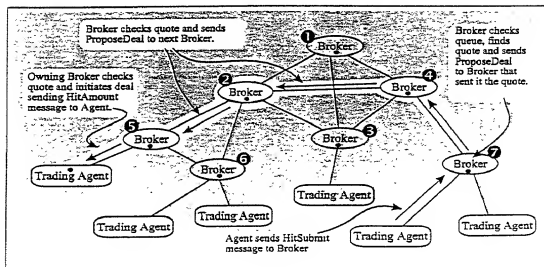 Broker checks quote and sends
ProposeDeal to next Broker.
Broker checks
queue, finds
quote and sends
ProposeDeal
to Broker that
sent it the quote.
Owning Broker checks
quote and initiates deal
sending HitAmount
message to Agent.
1
Broker
2
Broker
4
Broker
5
Broker
3
Broker
6
Broker
7
Broker
Trading Agent
Trading Agent
Trading Agent
Trading Agent
Trading Agent
Trading Agent
Agent sends HitSubmit
message to Broker